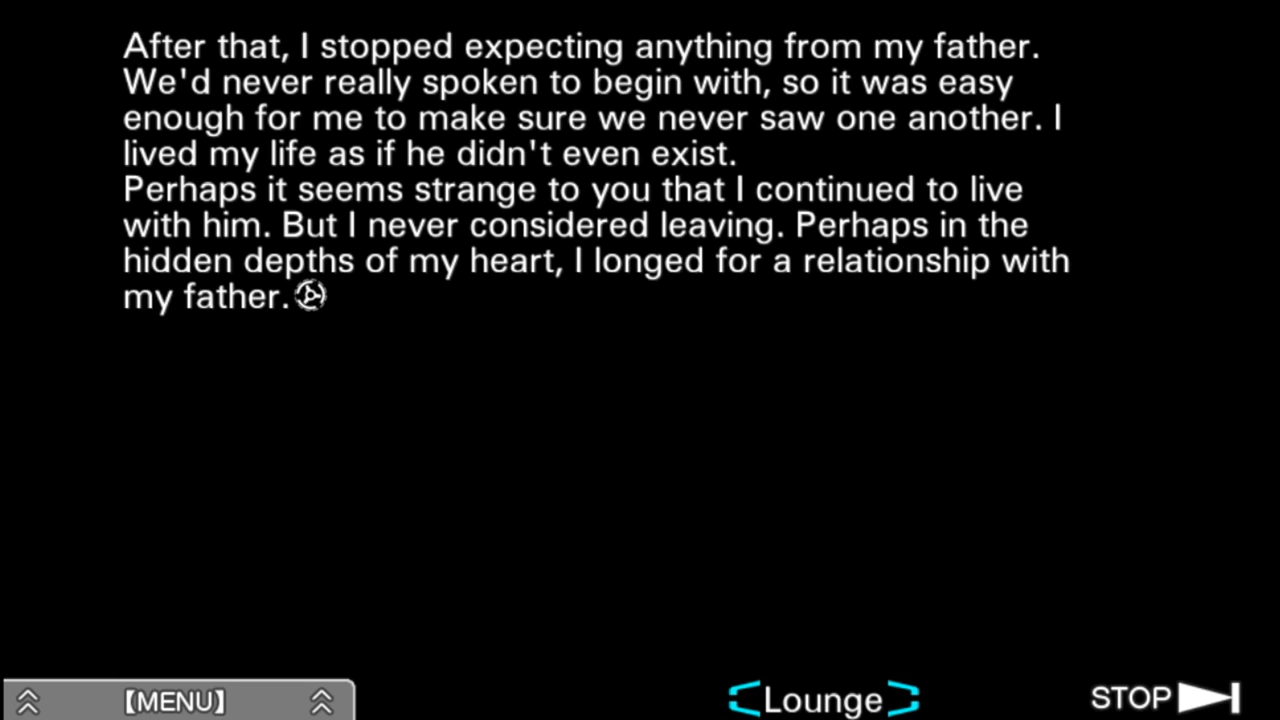 After that, I stopped expecting anything from my father.
We'd never really spoken to begin with, so it was easy
enough for me to make sure we never saw one another. I
lived my life as if he didn't even exist.
Perhaps it seems strange to you that I continued to live
with him. But I never considered leaving. Perhaps in the
hidden depths of my heart, I longed for a relationship with
my father.
【MENU】
Lounge
STOP